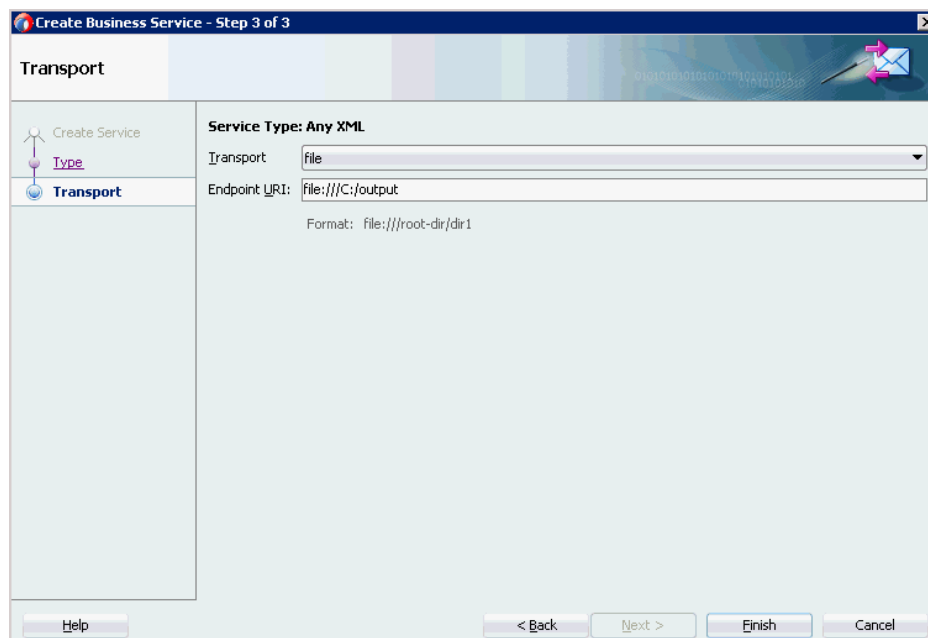 Create Business Service - Step 3 of 3
Transport
Create Service
Type
Transport
Service Type: Any XML
Transport file
Endpoint URI: file:///C:/output
Format: file:///root-dir/dir1
Help < Back Next > Finish Cancel